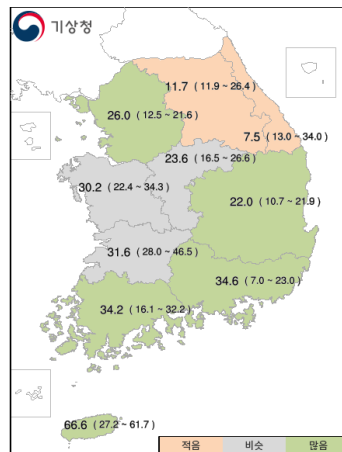 기상청
11.7 ( 11.9 ~ 26.4 )
26.0 ( 12.5 ~ 21.6 )
7.5 ( 13.0 ~ 34.0 )
23.6 ( 16.5 ~ 26.6 )
30.2 ( 22.4 ~ 34.3 )
22.0 ( 10.7 ~ 21.9 )
31.6 ( 28.0 ~ 46.5 )
34.6 ( 7.0 ~ 23.0 )
34.2 ( 16.1 ~ 32.2 )
66.6 ( 27.2 ~ 61.7 )
적음 비슷 많음